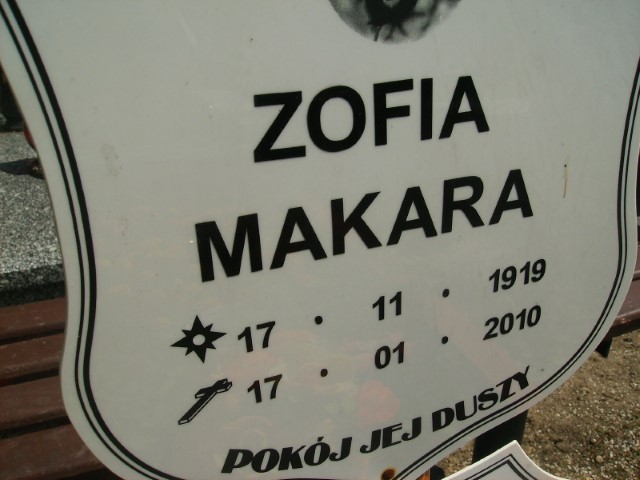 ZOFIA
MAKARA
17 • 11 • 1919
17 • 01 • 2010
POKÓJ JEJ DUSZY